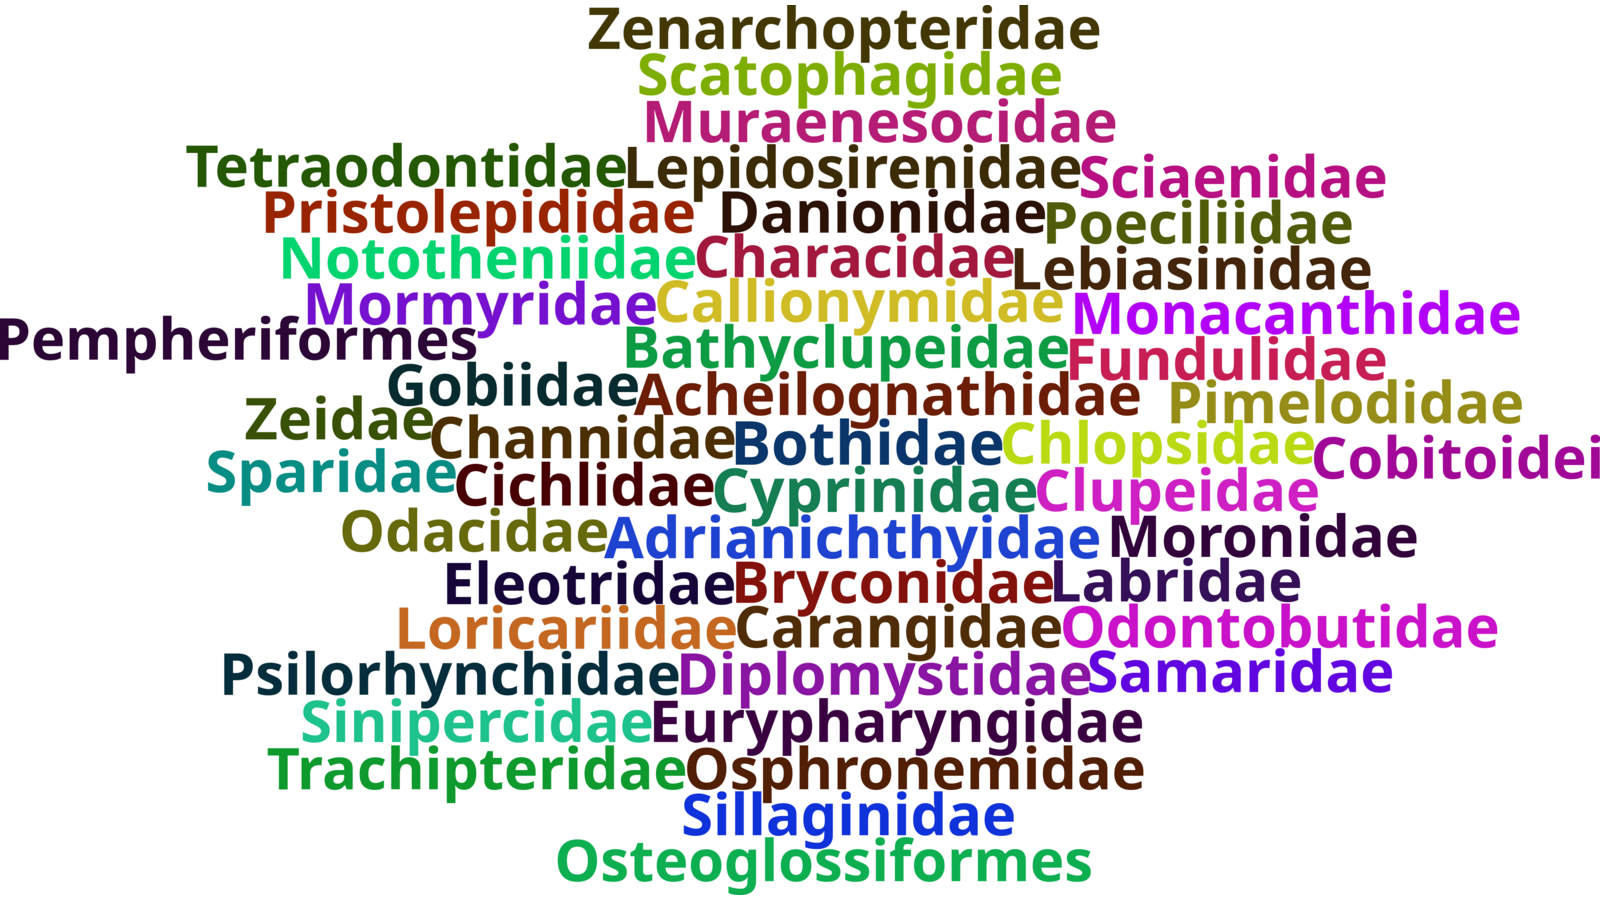 Zenarchopteridae
Scatophagidae
Muraenesocidae
Tetraodontidae Lepidosirenidae Sciaenidae
Pristolepididae Danionidae Poeciliidae
Nototheniidae Characidae Lebiasinidae
Mormyridae Callionymidae Monacanthidae
Pempheriformes Bathyclupeidae Fundulidae
Gobiidae Acheilognathidae Pimelodidae
Zeidae Channidae Bothidae Chlopsidae Cobitoidei
Sparidae Cichlidae Cyprinidae Clupeidae
Odacidae Adrianichthyidae Moronidae
Eleotridae Bryconidae Labridae
Loricariidae Carangidae Odontobutidae
Psilorhynchidae Diplomystidae Samaridae
Sinipercidae Eurypharyngidae
Trachipteridae Osphronemidae
Sillaginidae
Osteoglossiformes